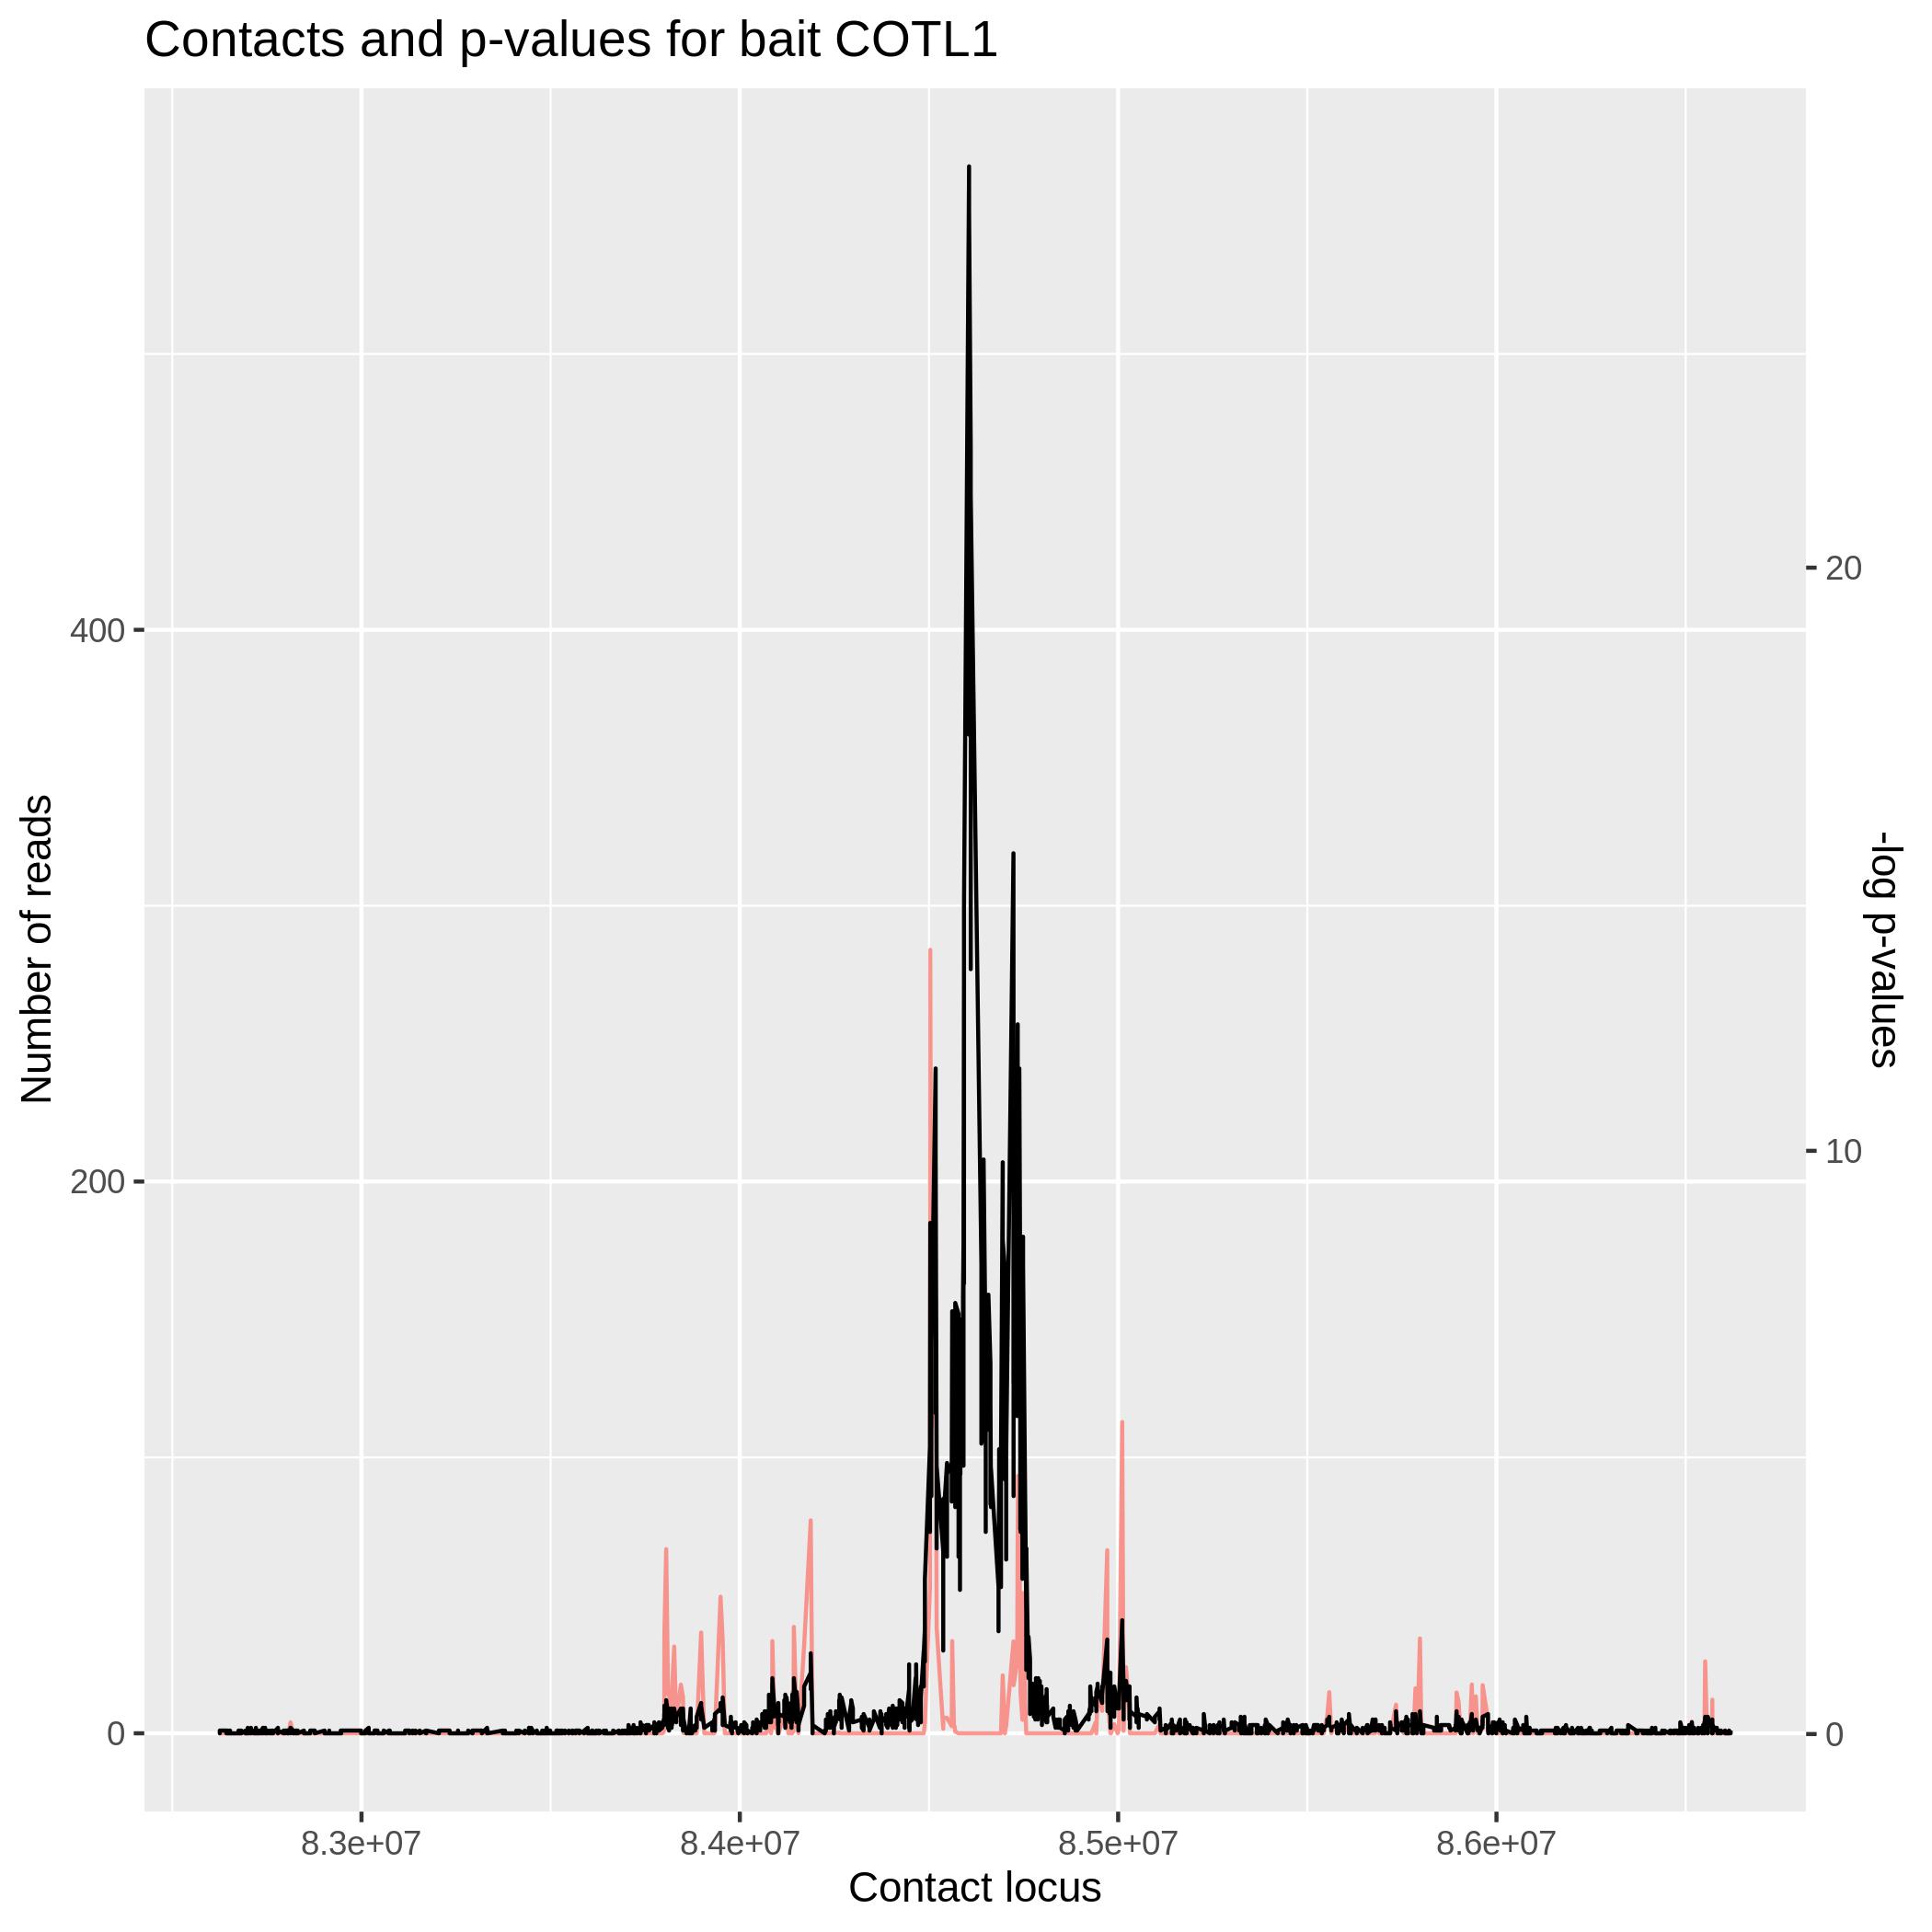 Contacts and p-values for bait COTL1
Number of reads
400
200
0
20
10
0
-log p-values
8.3e+07
8.4e+07
8.5e+07
8.6e+07
Contact locus